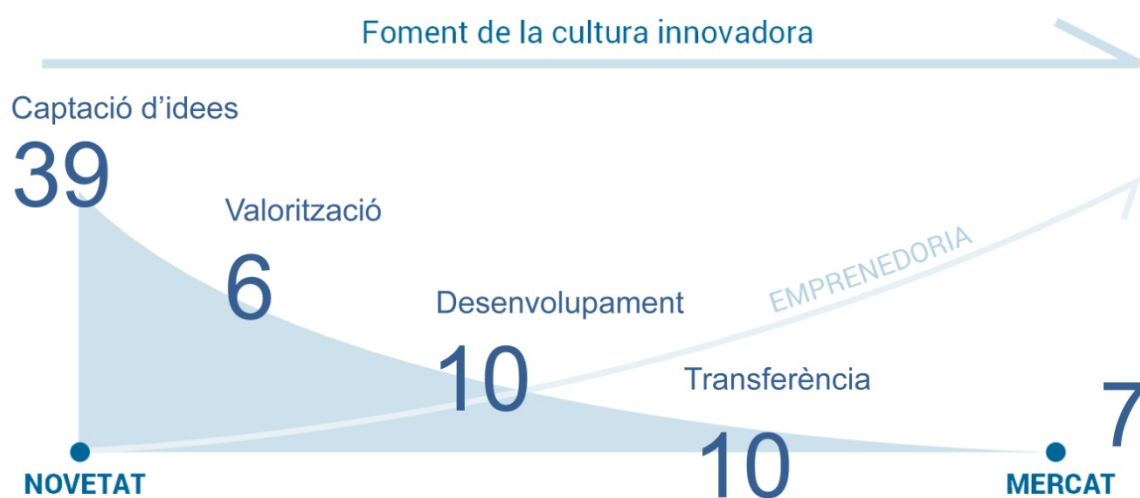 Foment de la cultura innovadora
Captació d’idees
39
Valorització
6
EMPRENEDORIA
Desenvolupament
10
Transferència
10
7
NOVETAT
MERCAT